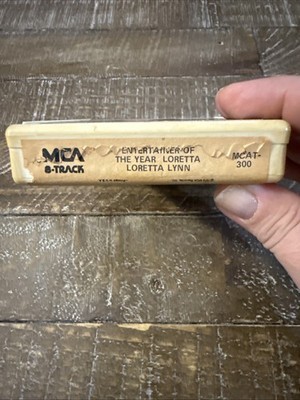 MCA
8-TRACK
ENTERTAINER OF
THE YEAR LORETTA
LORETTA LYNN
MCAT-
300